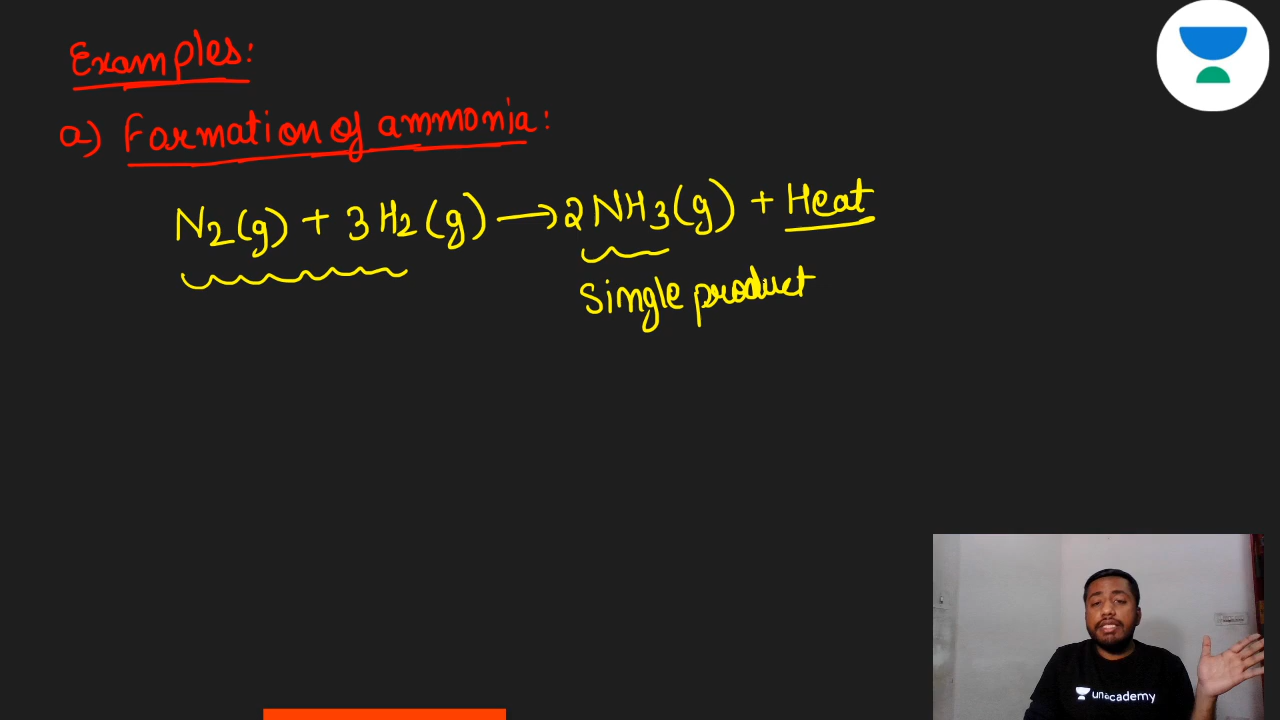 Examples:
a) Formation of ammonia:
N2(g) + 3H2(g) → 2NH3(g) + Heat
Single product
unacademy